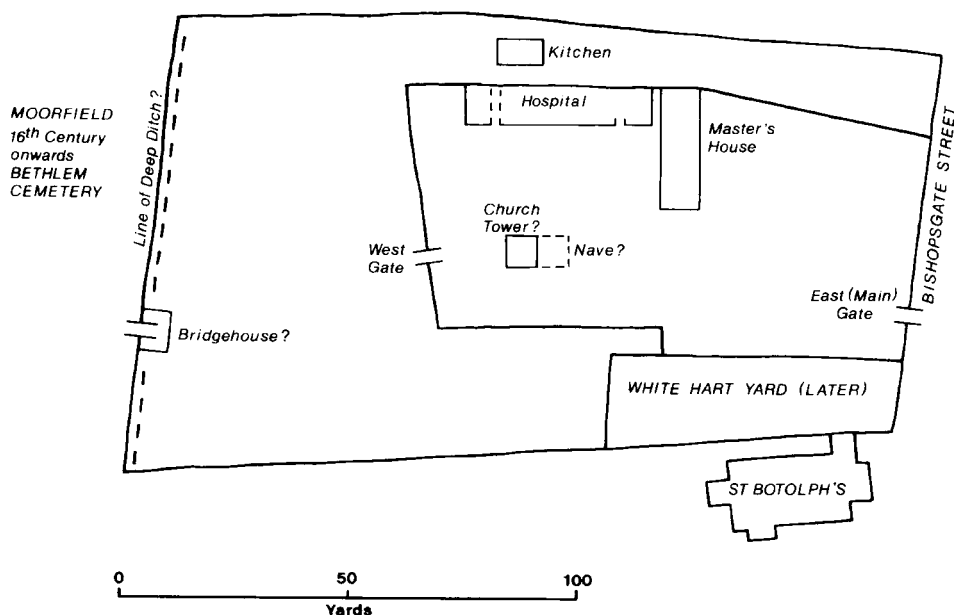 Kitchen
Hospital
Master's
House
MOORFIELD
16th Century
onwards
BETHLEM
CEMETERY
Line of Deep Ditch?
BISHOPSGATE STREET
Church
Tower?
Nave?
West
Gate
East (Main)
Gate
Bridgehouse?
WHITE HART YARD (LATER)
ST BOTOLPH'S
0 50 100
Yards